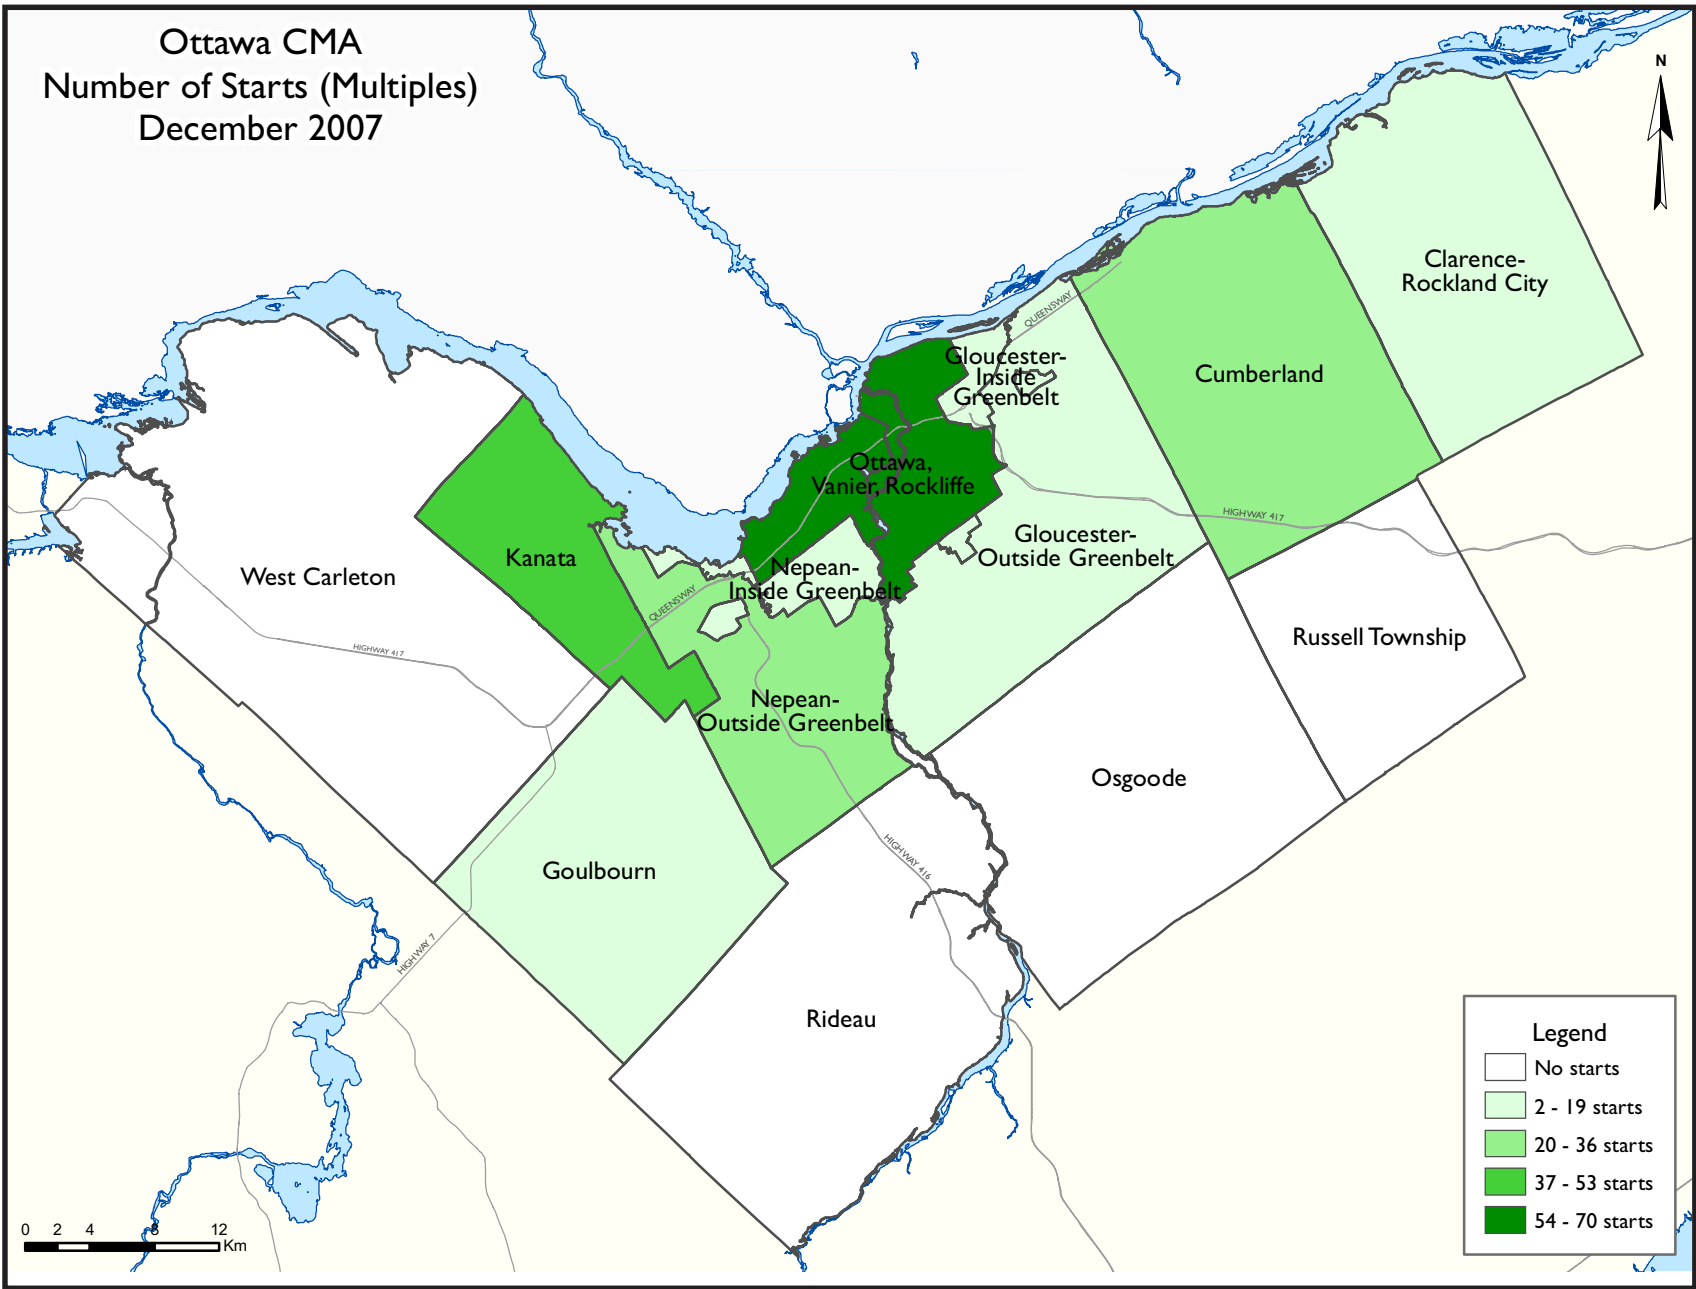 Ottawa CMA
Number of Starts (Multiples)
December 2007
N
Clarence-
Rockland City
QUEENSWAY
Gloucester-
Inside
Greenbelt
Cumberland
Ottawa,
Vanier, Rockliffe
HIGHWAY 417
Gloucester-
Outside Greenbelt
Kanata
West Carleton
Nepean-
Inside Greenbelt
QUEENSWAY
Russell Township
HIGHWAY 417
Nepean-
Outside Greenbelt
Osgoode
HIGHWAY 416
Goulbourn
HIGHWAY 7
Rideau
Legend
No starts
2 - 19 starts
20 - 36 starts
37 - 53 starts
54 - 70 starts
0 2 4 8 12
Km